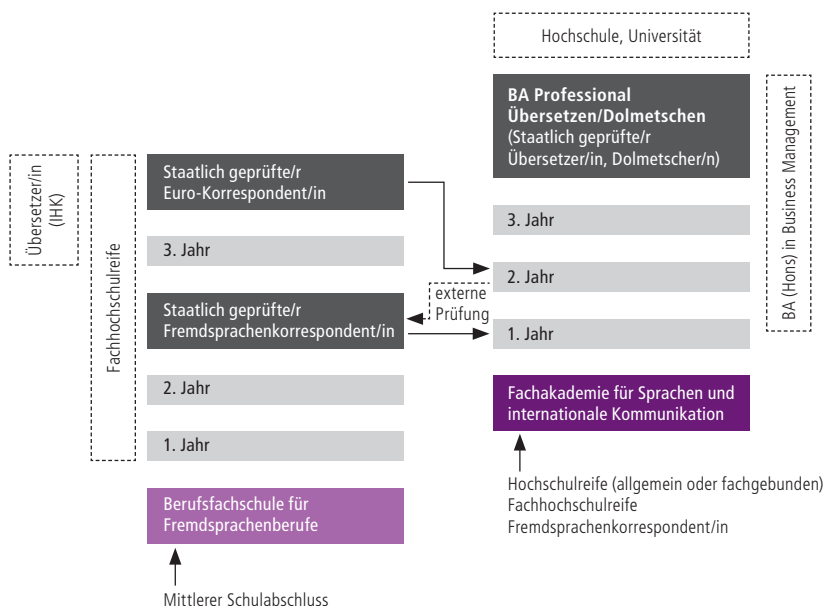 Hochschule, Universität
BA Professional
Übersetzen/Dolmetschen
(Staatlich geprüfte/r
Übersetzer/in, Dolmetscher/n)
BA (Hons) in Business Management
3. Jahr
2. Jahr
1. Jahr
Fachakademie für Sprachen und
internationale Kommunikation
Hochschulreife (allgemein oder fachgebunden)
Fachhochschulreife
Fremdsprachenkorrespondent/in
externe
Prüfung
Übersetzer/in
(IHK)
Fachhochschulreife
Staatlich geprüfte/r
Euro-Korrespondent/in
3. Jahr
Staatlich geprüfte/r
Fremdsprachenkorrespondent/in
2. Jahr
1. Jahr
Berufsfachschule für
Fremdsprachenberufe
Mittlerer Schulabschluss